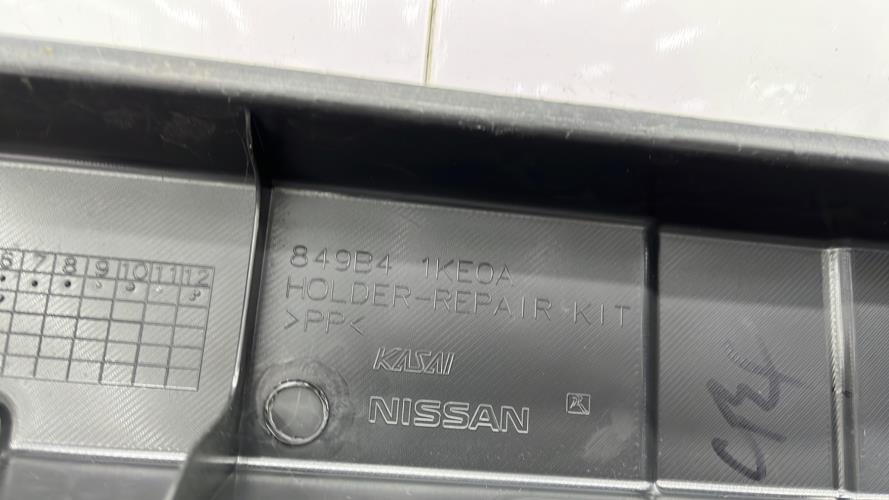 849B4 1KE0A
HOLDER-REPAIR KIT
>PP<
KASAI
NISSAN
6 7 8 9 10 11 12